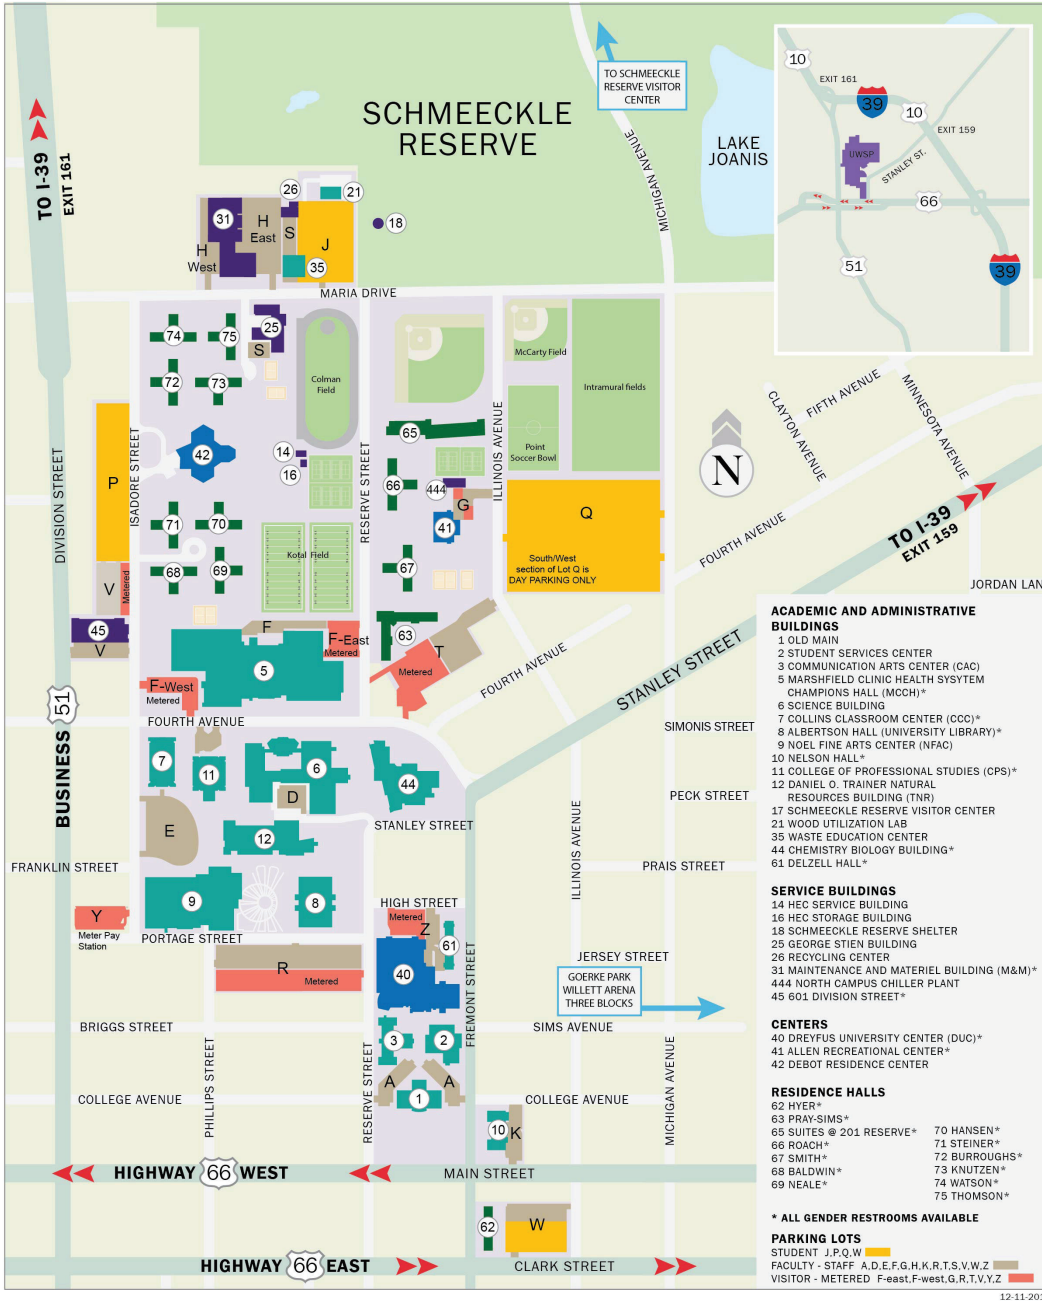 TO SCHMEECKLE
RESERVE VISITOR
CENTER
SCHMEECKLE
RESERVE
LAKE
JOANIS
MICHIGAN AVENUE
10
EXIT 161
39
10
EXIT 159
UWSP
STANLEY ST.
66
51
39
TO I-39
EXIT 161
26
21
31
H
East
S
J
18
H
West
35
MARIA DRIVE
74
75
25
S
72
73
Colman
Field
McCarty Field
Intramural fields
FIFTH AVENUE
CLAYTON AVENUE
MINNESOTA AVENUE
N
65
Point
Soccer Bowl
42
14
16
66
444
G
41
ILLINOIS AVENUE
P
ISADORE STREET
DIVISION STREET
RESERVE STREET
Q
South/West
section of Lot Q is
DAY PARKING ONLY
71
70
Kotal Field
68
69
67
V
Metered
45
V
TO I-39
EXIT 159
FOURTH AVENUE
JORDAN LAN
F
F-East
Metered
63
T
Metered
5
F-West
Metered
FOURTH AVENUE
FOURTH AVENUE
STANLEY STREET
SIMONIS STREET
BUSINESS 51
7
11
6
44
D
PECK STREET
E
12
STANLEY STREET
ILLINOIS AVENUE
FRANKLIN STREET
PRAIS STREET
9
8
HIGH STREET
Y
Meter Pay
Station
PORTAGE STREET
Metered
Z
61
R
Metered
40
JERSEY STREET
GOERKE PARK
WILLETT ARENA
THREE BLOCKS
FREMONT STREET
BRIGGS STREET
SIMS AVENUE
3
2
PHILLIPS STREET
RESERVE STREET
MICHIGAN AVENUE
A
A
1
COLLEGE AVENUE
COLLEGE AVENUE
10
K
HIGHWAY 66 WEST
MAIN STREET
62
W
HIGHWAY 66 EAST
CLARK STREET
ACADEMIC AND ADMINISTRATIVE
BUILDINGS
1 OLD MAIN
2 STUDENT SERVICES CENTER
3 COMMUNICATION ARTS CENTER (CAC)
5 MARSHFIELD CLINIC HEALTH SYSYTEM
CHAMPIONS HALL (MCCH)*
6 SCIENCE BUILDING
7 COLLINS CLASSROOM CENTER (CCC)*
8 ALBERTSON HALL (UNIVERSITY LIBRARY)*
9 NOEL FINE ARTS CENTER (NFAC)
10 NELSON HALL*
11 COLLEGE OF PROFESSIONAL STUDIES (CPS)*
12 DANIEL O. TRAINER NATURAL
RESOURCES BUILDING (TNR)
17 SCHMEECKLE RESERVE VISITOR CENTER
21 WOOD UTILIZATION LAB
35 WASTE EDUCATION CENTER
44 CHEMISTRY BIOLOGY BUILDING*
61 DELZELL HALL*
SERVICE BUILDINGS
14 HEC SERVICE BUILDING
16 HEC STORAGE BUILDING
18 SCHMEECKLE RESERVE SHELTER
25 GEORGE STIEN BUILDING
26 RECYCLING CENTER
31 MAINTENANCE AND MATERIEL BUILDING (M&M)*
444 NORTH CAMPUS CHILLER PLANT
45 601 DIVISION STREET*
CENTERS
40 DREYFUS UNIVERSITY CENTER (DUC)*
41 ALLEN RECREATIONAL CENTER*
42 DEBOT RESIDENCE CENTER
RESIDENCE HALLS
62 HYER*
63 PRAY-SIMS*
65 SUITES @ 201 RESERVE*
66 ROACH*
67 SMITH*
68 BALDWIN*
69 NEALE*
70 HANSEN*
71 STEINER*
72 BURROUGHS*
73 KNUTZEN*
74 WATSON*
75 THOMSON*
* ALL GENDER RESTROOMS AVAILABLE
PARKING LOTS
STUDENT J,P,Q,W
FACULTY - STAFF A,D,E,F,G,H,K,R,T,S,V,W,Z
VISITOR - METERED F-east,F-west,G,R,T,V,Y,Z
12-11-201